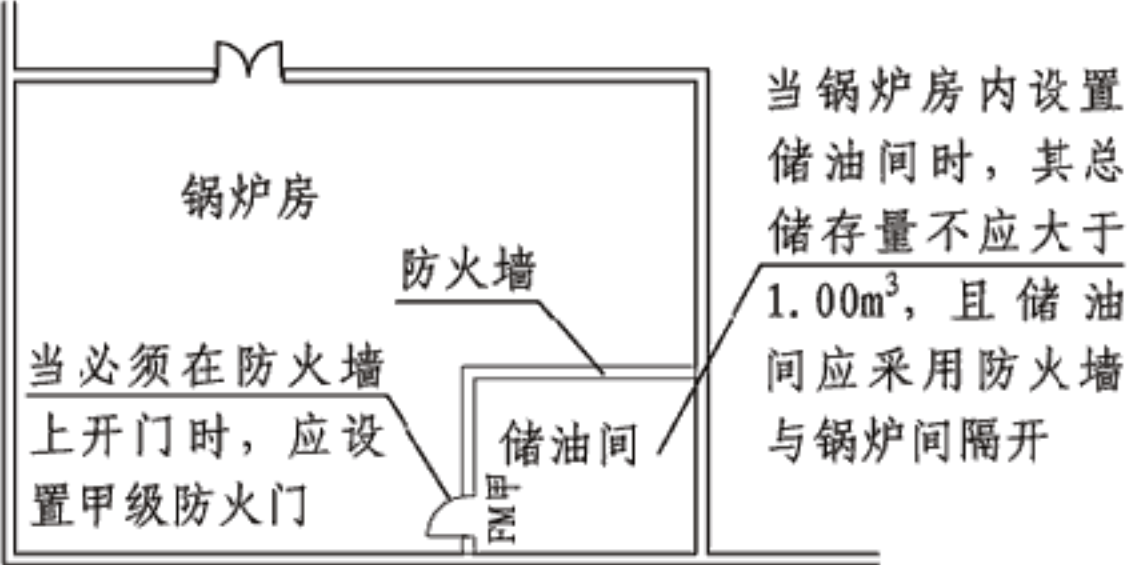 锅炉房
防火墙
当必须在防火墙
上开门时，应设
置甲级防火门
储油间
FM甲
当锅炉房内设置
储油间时，其总
储存量不应大于
1.00m³，且储油
间应采用防火墙
与锅炉间隔开